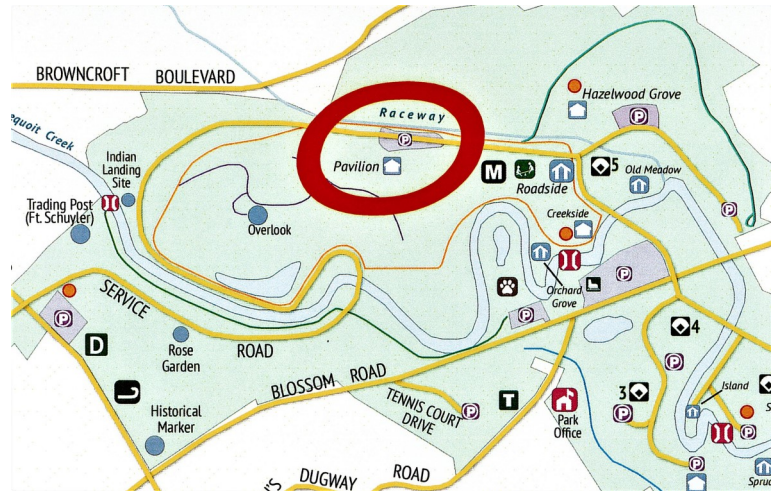 BROWNCROFT BOULEVARD
Raceway
P
Hazelwood Grove
P
equoit Creek
Indian
Landing
Site
Pavilion
M
Roadside
5
Old Meadow
Trading Post
(Ft. Schuyler)
Overlook
Creekside
P
P
Orchard
Grove
SERVICE ROAD
P
P
D
Rose
Garden
4
P
BLOSSOM ROAD
TENNIS COURT
DRIVE
P
T
Park
Office
3
P
Island
P
Historical
Marker
P
DUGWAY ROAD
'S
Spruc